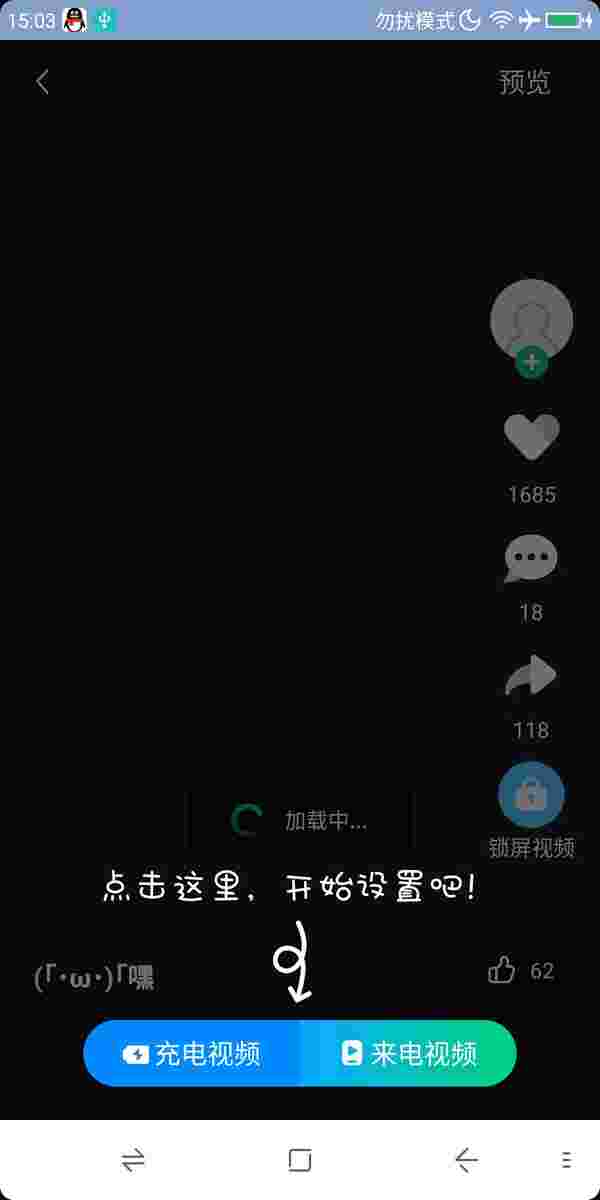 15:03 勿扰模式
预览
1685
18
118
加载中...
锁屏视频
点击这里，开始设置吧！
(「·ω·)「嘿
62
充电视频 来电视频